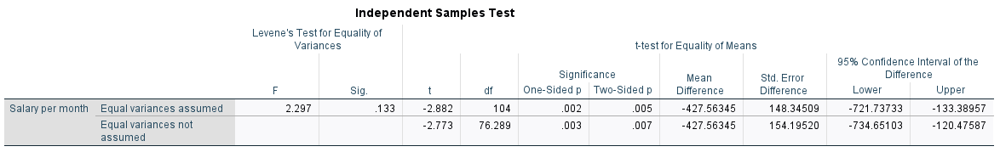 Independent Samples Test
Levene's Test for Equality of Variances
t-test for Equality of Means
Significance
95% Confidence Interval of the Difference
F Sig. t df One-Sided p Two-Sided p Mean Difference Std. Error Difference Lower Upper
Salary per month Equal variances assumed 2.297 .133 -2.882 104 .002 .005 -427.56345 148.34509 -721.73733 -133.38957
Equal variances not assumed -2.773 76.289 .003 .007 -427.56345 154.19520 -734.65103 -120.47587